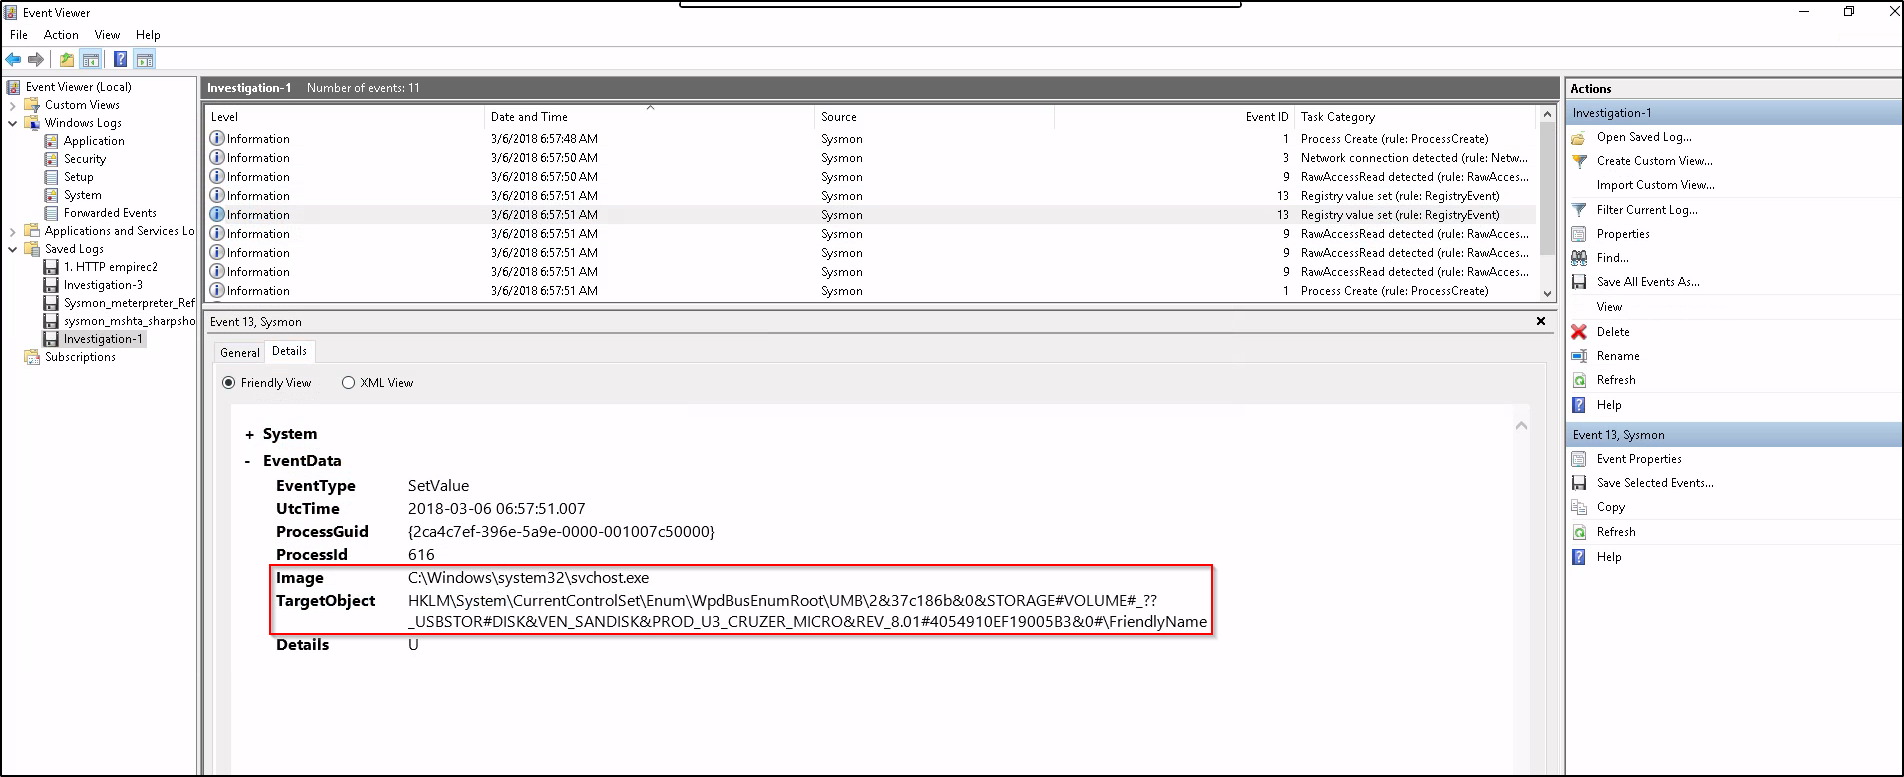 Event Viewer
File Action View Help
Event Viewer (Local)
Custom Views
Windows Logs
Application
Security
Setup
System
Forwarded Events
Applications and Services Lo
Saved Logs
1. HTTP empirec2
Investigation-3
Sysmon_meterpreter_Ref
sysmon_mshta_sharpsho
Investigation-1
Subscriptions
Investigation-1 Number of events: 11
Level Date and Time Source Event ID Task Category
Information 3/6/2018 6:57:48 AM Sysmon 1 Process Create (rule: ProcessCreate)
Information 3/6/2018 6:57:50 AM Sysmon 3 Network connection detected (rule: Netw...
Information 3/6/2018 6:57:51 AM Sysmon 9 RawAccessRead detected (rule: RawAcces...
Information 3/6/2018 6:57:51 AM Sysmon 13 Registry value set (rule: RegistryEvent)
Information 3/6/2018 6:57:51 AM Sysmon 13 Registry value set (rule: RegistryEvent)
Information 3/6/2018 6:57:51 AM Sysmon 9 RawAccessRead detected (rule: RawAcces...
Information 3/6/2018 6:57:51 AM Sysmon 9 RawAccessRead detected (rule: RawAcces...
Information 3/6/2018 6:57:51 AM Sysmon 9 RawAccessRead detected (rule: RawAcces...
Information 3/6/2018 6:57:51 AM Sysmon 1 Process Create (rule: ProcessCreate)
Event 13, Sysmon
General Details
Friendly View XML View
+ System
- EventData
EventType SetValue
UtcTime 2018-03-06 06:57:51.007
ProcessGuid {2ca4c7ef-396e-5a9e-0000-001007c50000}
ProcessId 616
Image C:\Windows\system32\svchost.exe
TargetObject HKLM\System\CurrentControlSet\Enum\WpdBusEnumRoot\UMB\2&37c186b&0&STORAGE#VOLUME#_??
_USBSTOR#DISK&VEN_SANDISK&PROD_U3_CRUZER_MICRO&REV_8.01#4054910EF19005B3&0#\FriendlyName
Details U
Actions
Investigation-1
Open Saved Log...
Create Custom View...
Import Custom View...
Filter Current Log...
Properties
Find...
Save All Events As...
View
Delete
Rename
Refresh
Help
Event 13, Sysmon
Event Properties
Save Selected Events...
Copy
Refresh
Help